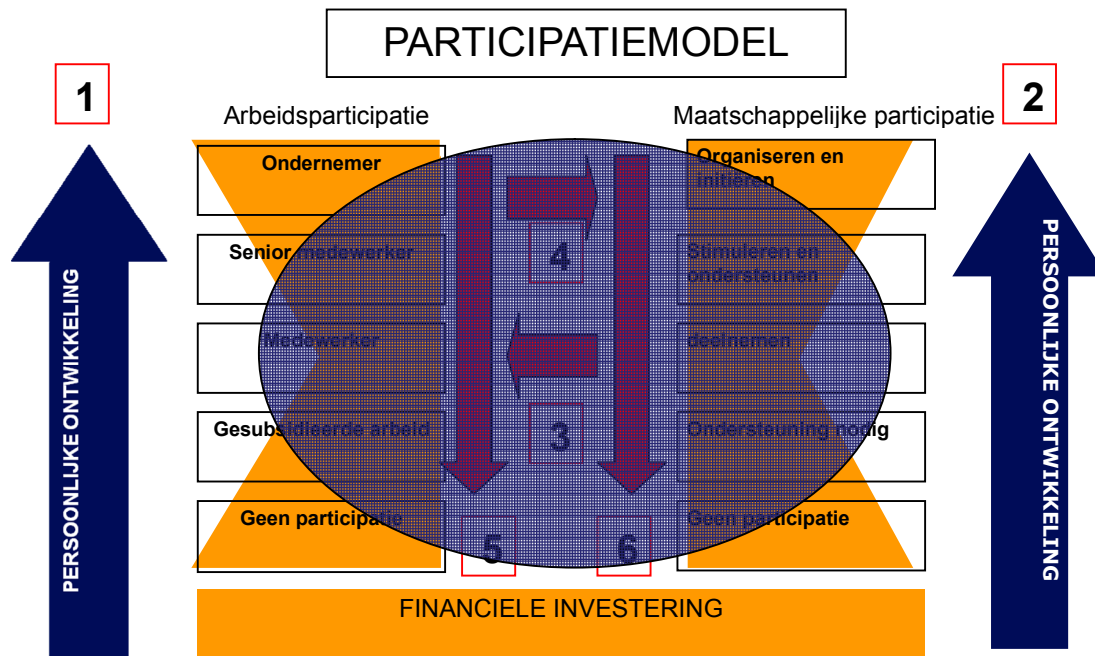 PARTICIPATIEMODEL
1
2
Arbeidsparticipatie
Maatschappelijke participatie
Ondernemer
Organiseren en
initiëren
Senior medewerker
4
Stimuleren en
ondersteunen
Medewerker
deelnemen
Gesubsidieerde arbeid
3
Ondersteuning nodig
Geen participatie
5
6
Geen participatie
FINANCIELE INVESTERING
PERSOONLIJKE ONTWIKKELING
PERSOONLIJKE ONTWIKKELING